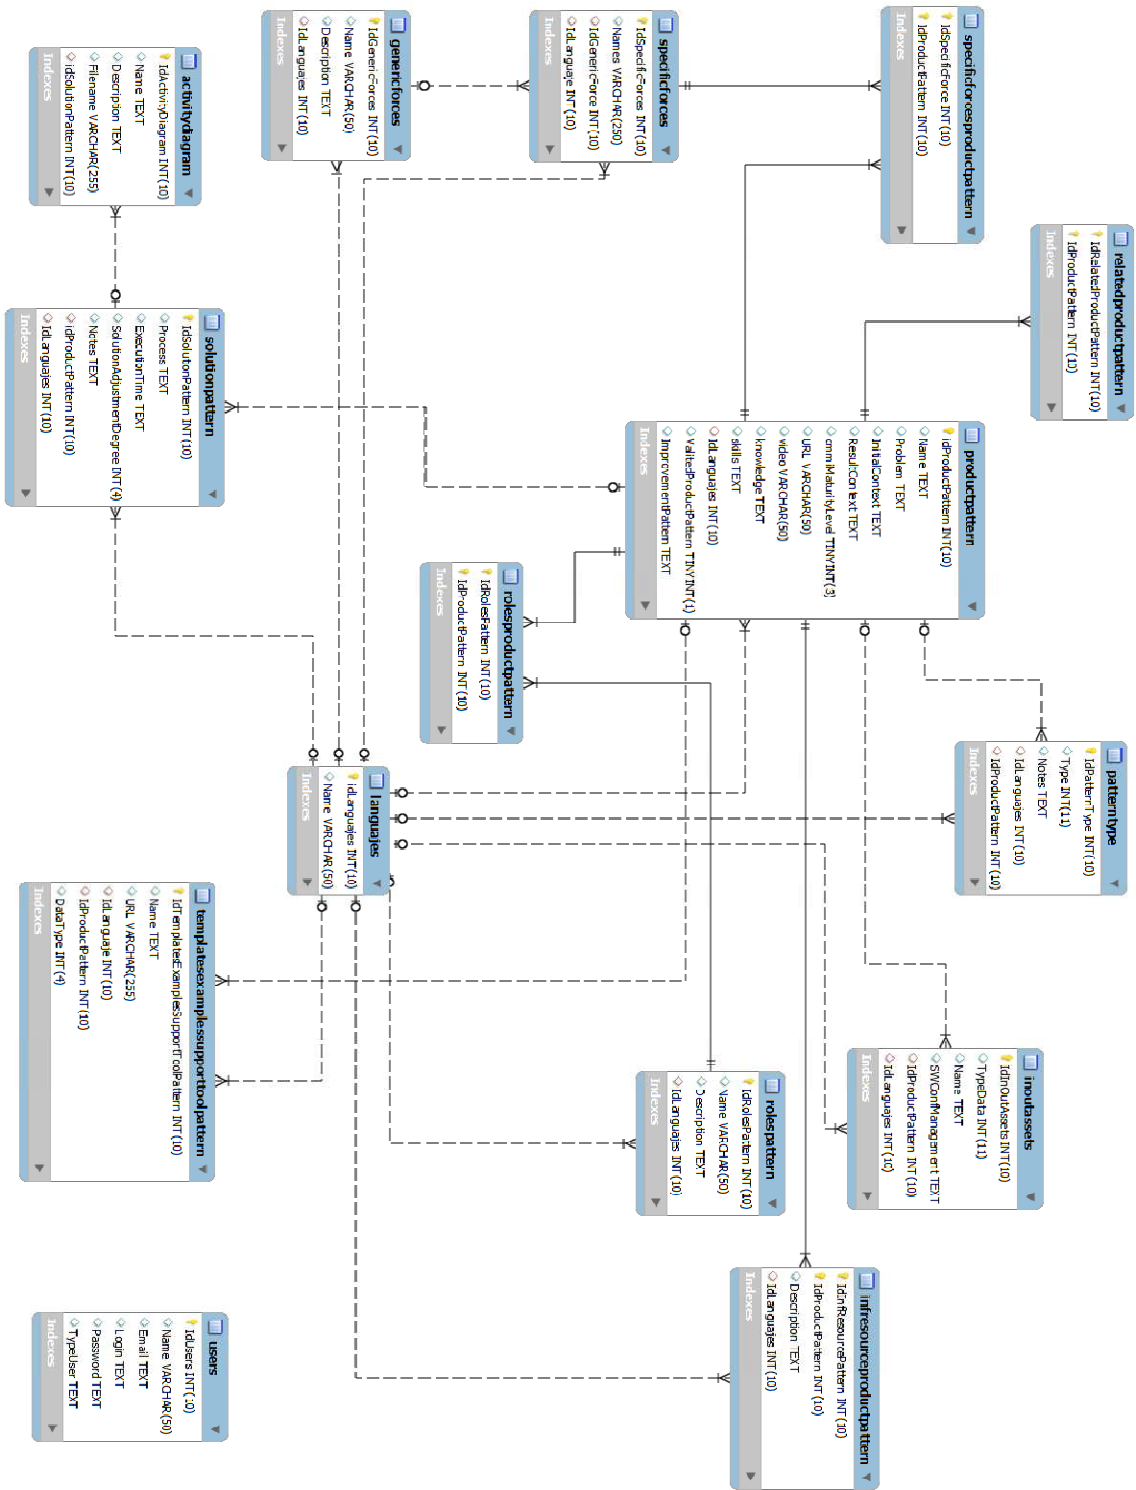 specificforcesproductpattern
IdSpecificForce INT(10)
IdProductPattern INT(10)
Indexes
relatedproductpattern
IdRelatedProductPattern INT(10)
IdProductPattern INT(10)
Indexes
specificforces
IdSpecificForces INT(10)
Names VARCHAR(250)
IdGenericForce INT(10)
IdLanguaje INT(10)
Indexes
genericforces
IdGenericForces INT(10)
Name VARCHAR(50)
Description TEXT
IdLanguajes INT(10)
Indexes
activitydiagram
IdActivityDiagram INT(10)
Name TEXT
Description TEXT
Filename VARCHAR(255)
idSolutionPattern INT(10)
Indexes
solutionpattern
IdSolutonPattern INT(10)
Process TEXT
ExecutionTime TEXT
SolutionAdjustmentDegree INT(4)
Notes TEXT
idProductPattern INT(10)
IdLanguajes INT(10)
Indexes
productpattern
idProductPattern INT(10)
Name TEXT
Problem TEXT
InitialContext TEXT
ResultContext TEXT
cmmiMaturityLevel TINYINT(3)
URL VARCHAR(50)
video VARCHAR(50)
knowledge TEXT
skills TEXT
IdLanguajes INT(10)
ValitedProductPattern TINYINT(1)
ImprovementPattern TEXT
Indexes
rolesproductpattern
IdRolesPattern INT(10)
IdProductPattern INT(10)
Indexes
patterntype
IdPatternType INT(10)
Type INT(11)
Notes TEXT
IdLanguajes INT(10)
IdProductPattern INT(10)
Indexes
languajes
idLanguajes INT(10)
Name VARCHAR(50)
Indexes
templatesexamplessupporttoolpattern
IdTemplatesExamplesSupportToolPattern INT(10)
Name TEXT
URL VARCHAR(255)
IdLanguaje INT(10)
IdProductPattern INT(10)
DataType INT(4)
Indexes
inoutassets
IdInOutAssets INT(10)
TypeData INT(11)
Name TEXT
SWConfManagement TEXT
IdProductPattern INT(10)
IdLanguajes INT(10)
Indexes
rolespattern
IdRolesPattern INT(10)
Name VARCHAR(50)
Description TEXT
IdLanguajes INT(10)
Indexes
infresourceproductpattern
IdInfResourcePattern INT(10)
IdProductPattern INT(10)
Description TEXT
IdLanguajes INT(10)
Indexes
users
IdUsers INT(10)
Name VARCHAR(50)
Email TEXT
Login TEXT
Password TEXT
TypeUser TEXT
Indexes